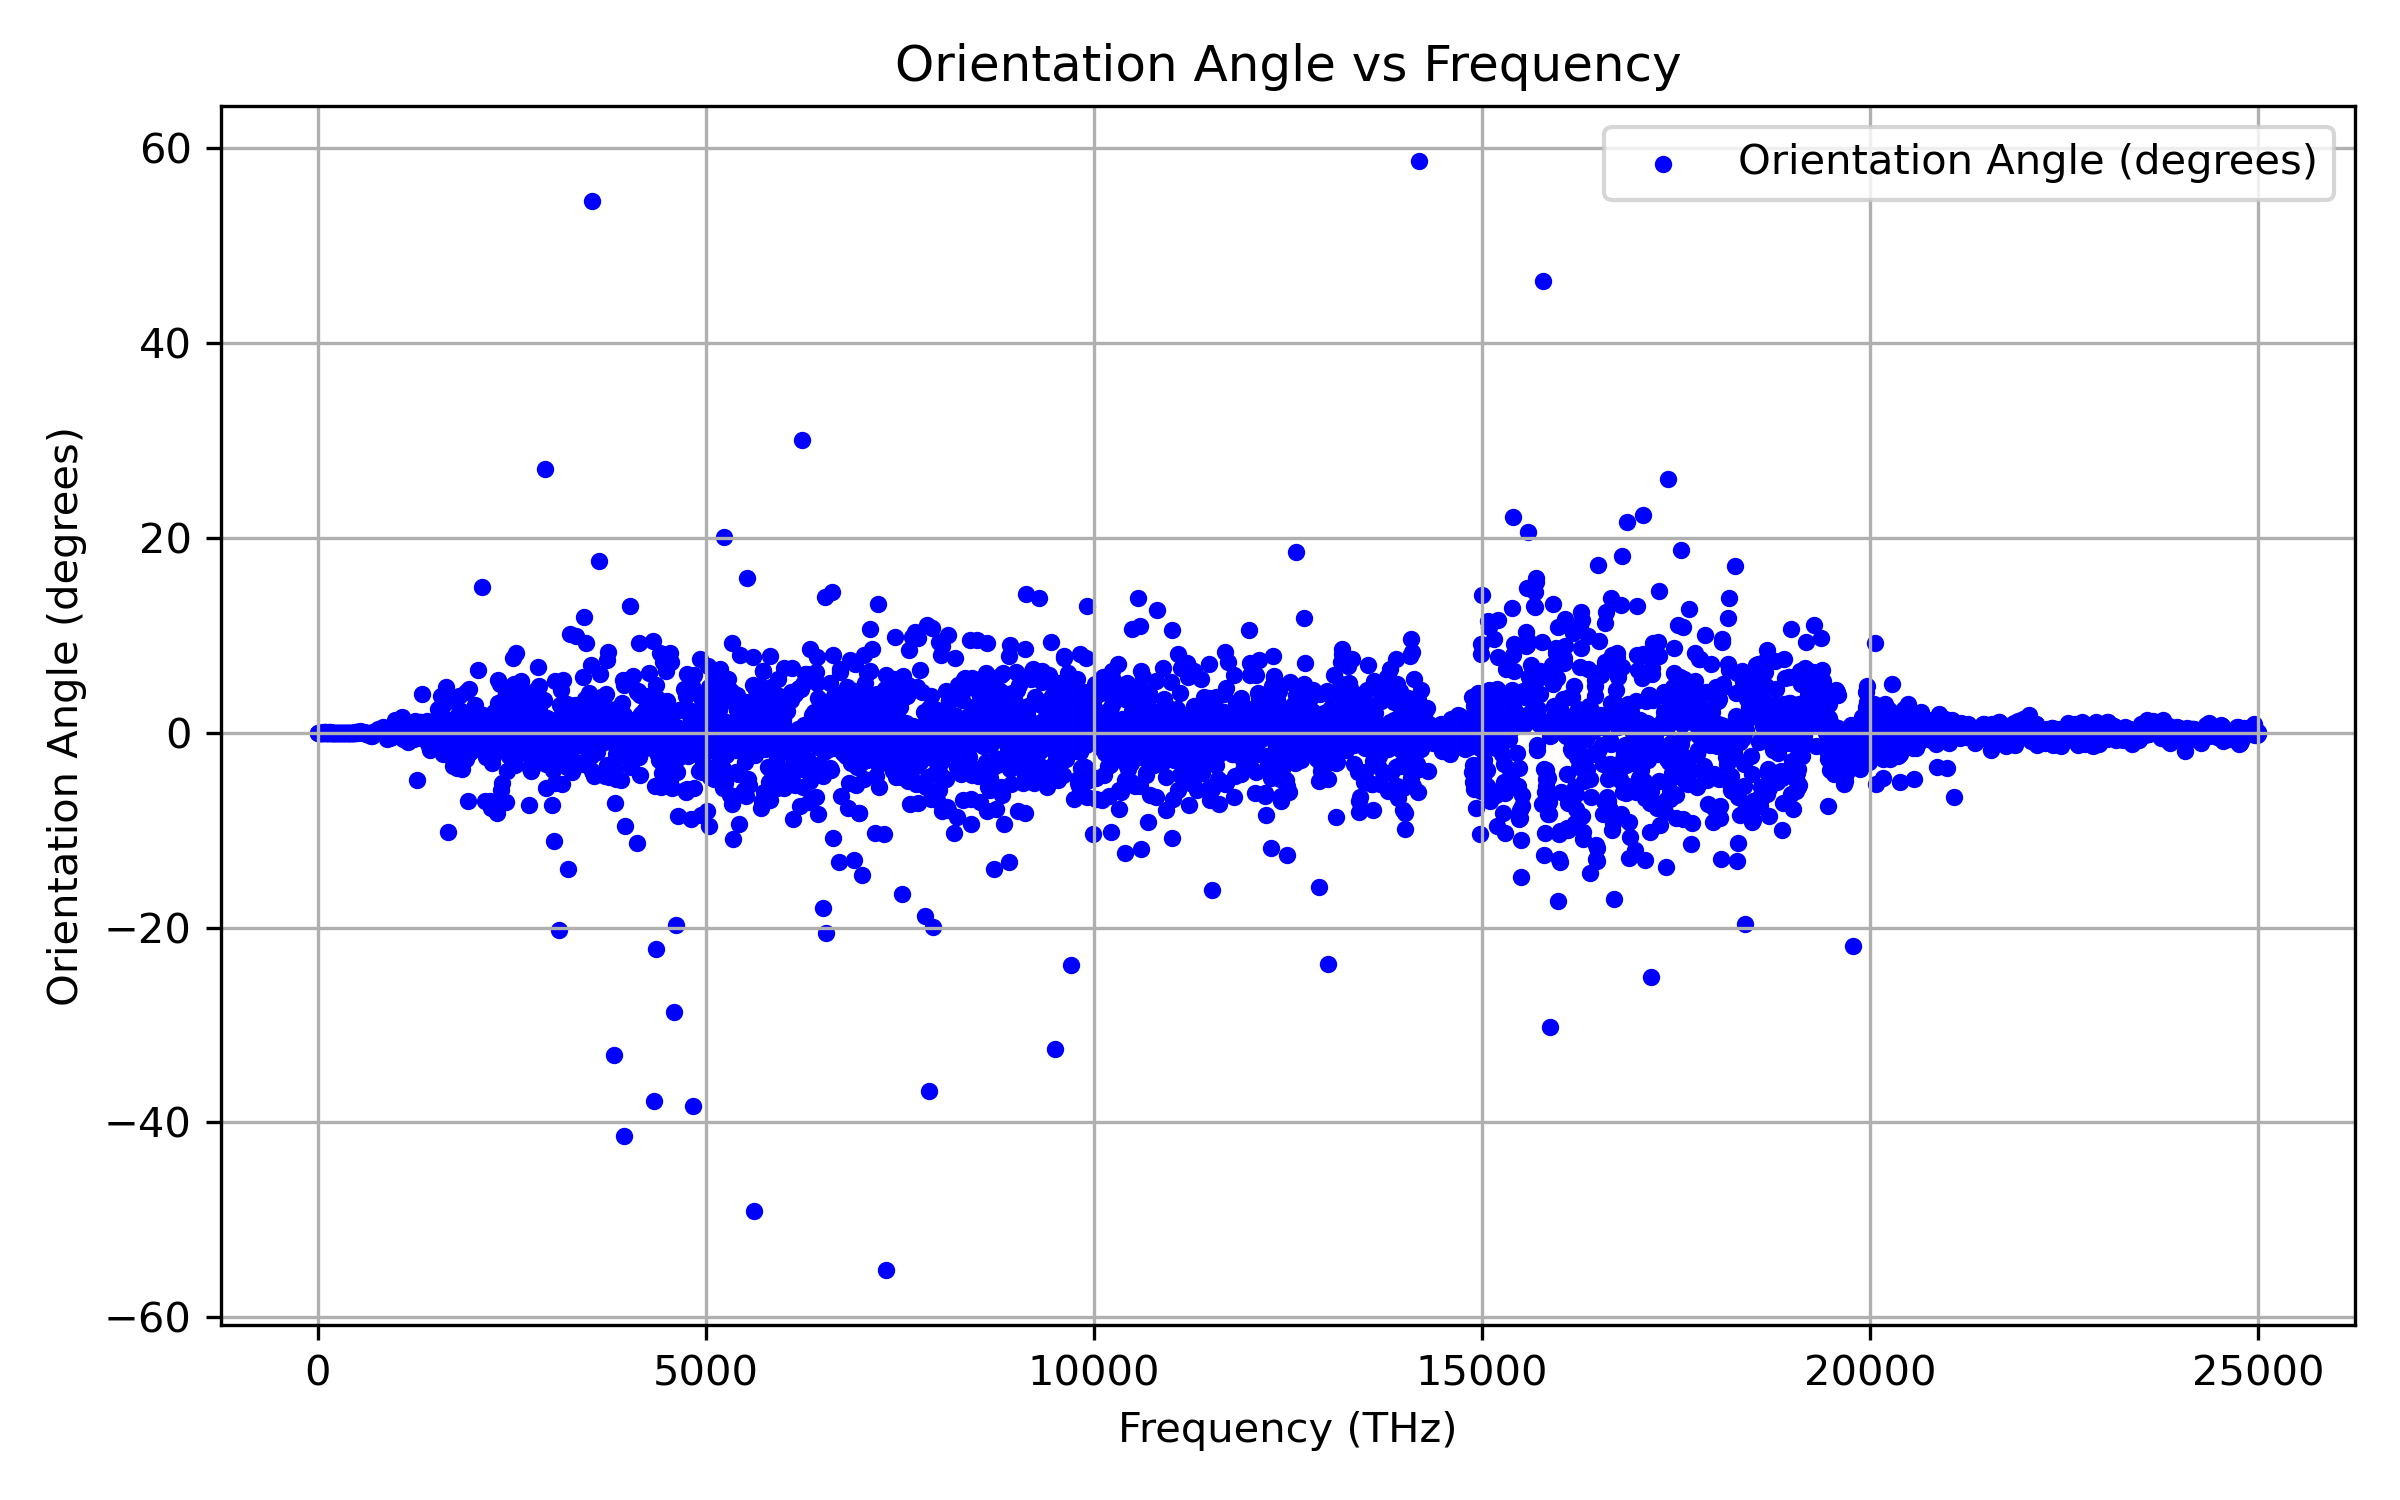 Orientation Angle vs Frequency
Orientation Angle (degrees)
60
40
20
0
−20
−40
−60
Orientation Angle (degrees)
0 5000 10000 15000 20000 25000
Frequency (THz)